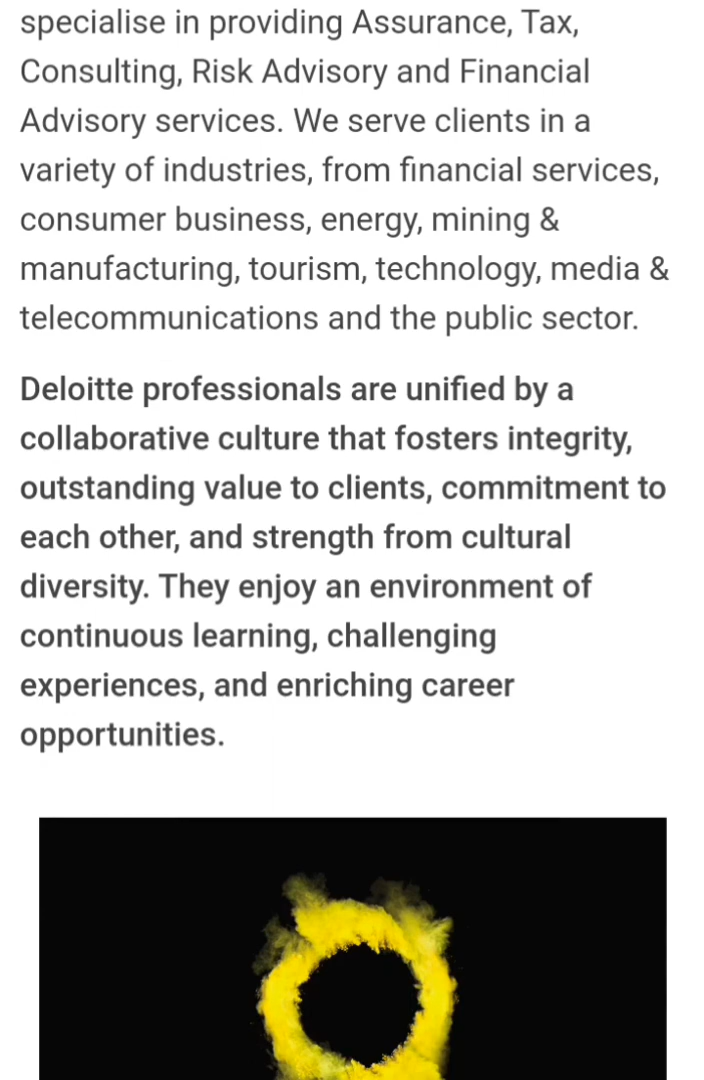 specialise in providing Assurance, Tax,
Consulting, Risk Advisory and Financial
Advisory services. We serve clients in a
variety of industries, from financial services,
consumer business, energy, mining &
manufacturing, tourism, technology, media &
telecommunications and the public sector.
Deloitte professionals are unified by a
collaborative culture that fosters integrity,
outstanding value to clients, commitment to
each other, and strength from cultural
diversity. They enjoy an environment of
continuous learning, challenging
experiences, and enriching career
opportunities.